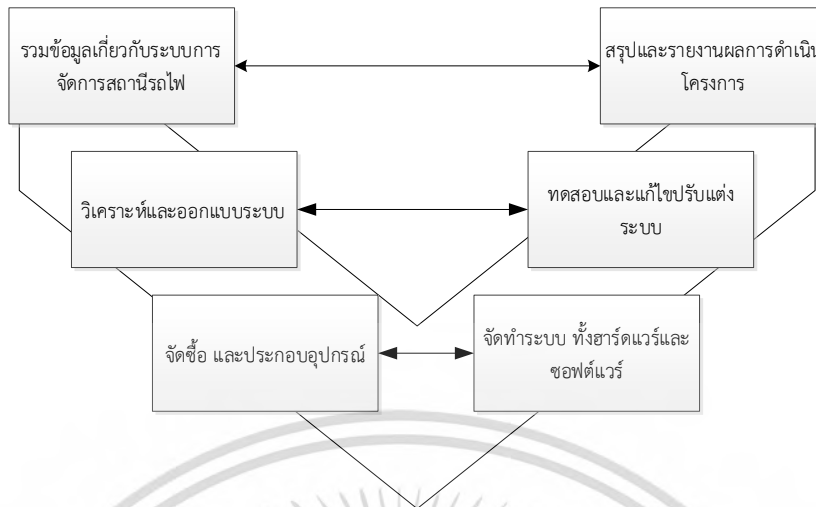 รวมข้อมูลเกี่ยวกับระบบการ
จัดการสถานีรถไฟ
สรุปและรายงานผลการดำเนิน
โครงการ
วิเคราะห์และออกแบบระบบ
ทดสอบและแก้ไขปรับแต่ง
ระบบ
จัดซื้อ และประกอบอุปกรณ์
จัดทำระบบ ทั้งฮาร์ดแวร์และ
ซอฟต์แวร์